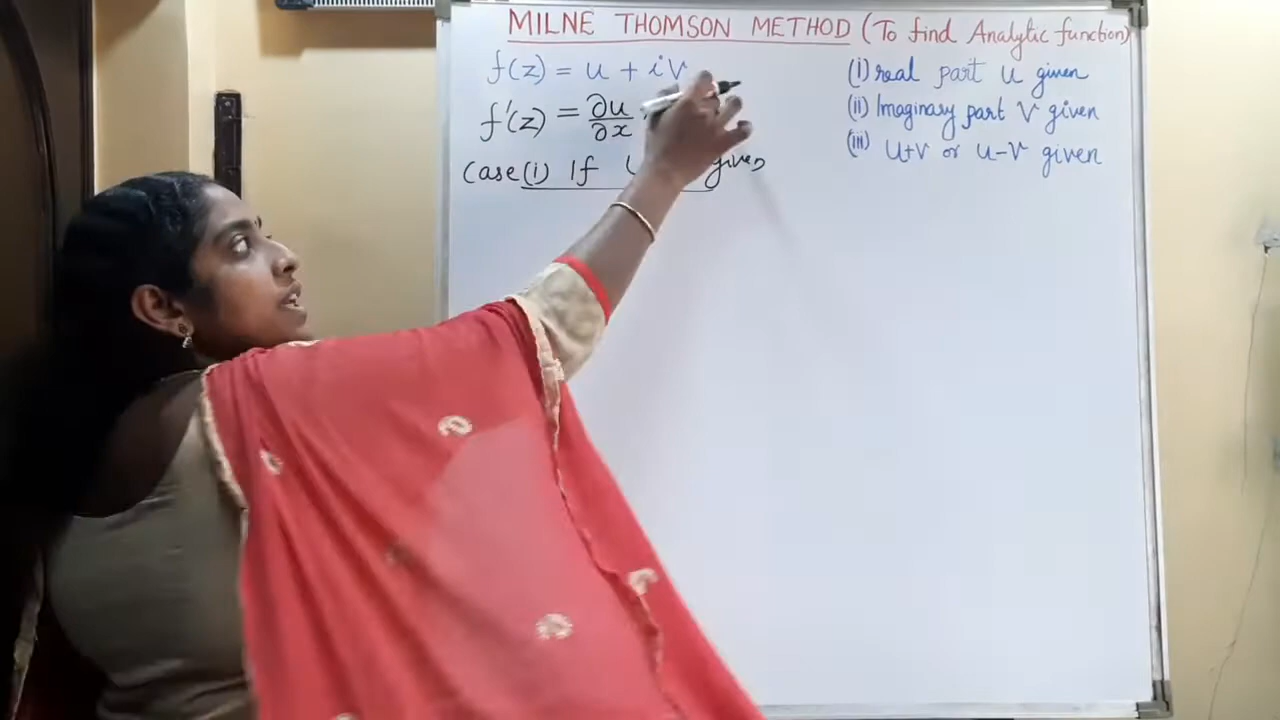 MILNE THOMSON METHOD (To find Analytic function)
f(z) = u + iv
f'(z) = ∂u/∂x
Case(i) If u given
(i) real part u given
(ii) Imaginary part v given
(iii) u+v or u-v given